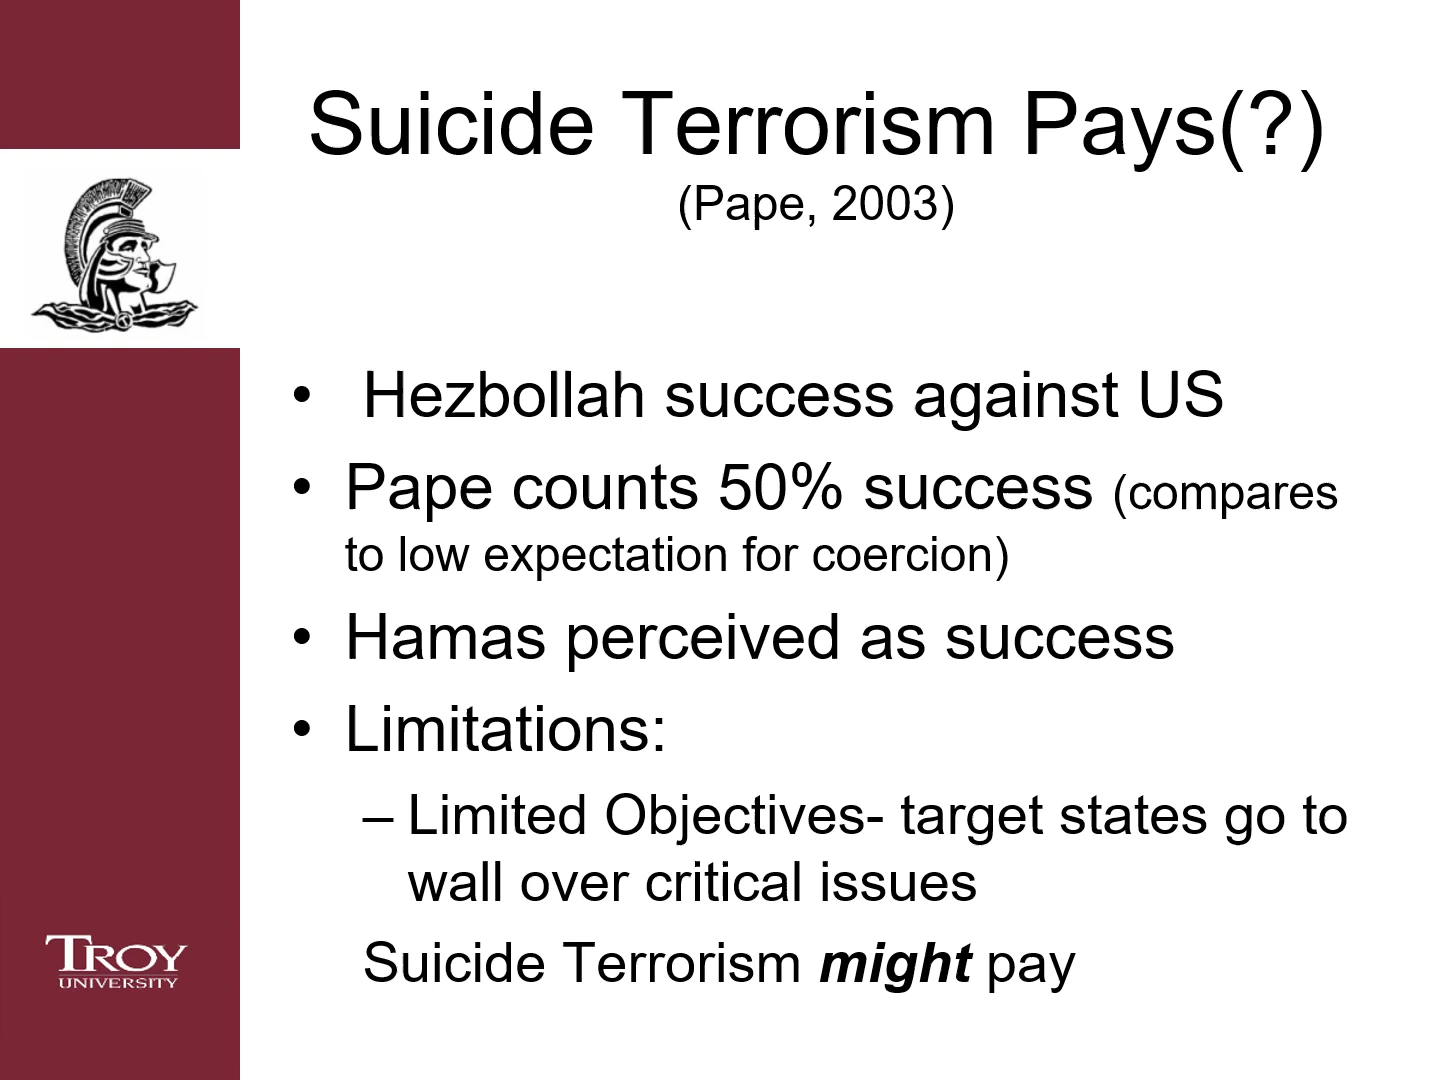 Suicide Terrorism Pays(?)
(Pape, 2003)
• Hezbollah success against US
• Pape counts 50% success (compares
to low expectation for coercion)
• Hamas perceived as success
• Limitations:
– Limited Objectives- target states go to
wall over critical issues
Suicide Terrorism might pay
TROY
UNIVERSITY